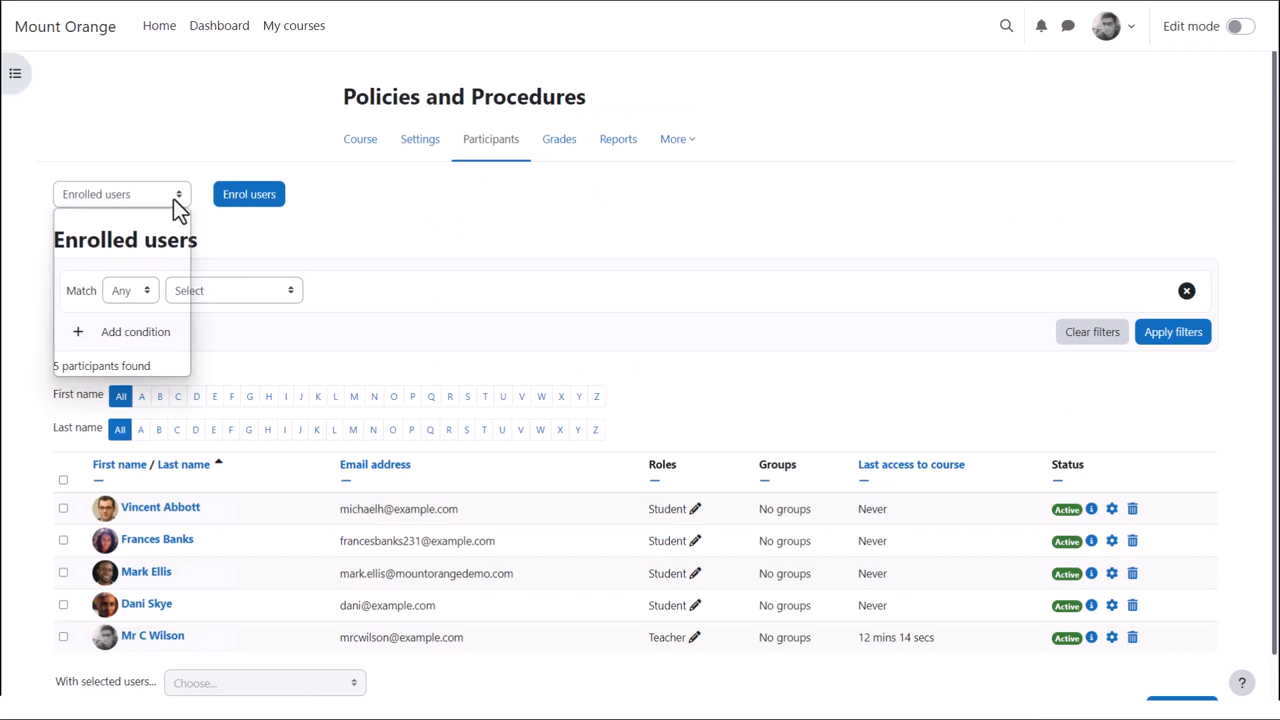 Mount Orange Home Dashboard My courses Edit mode
Policies and Procedures
Course Settings Participants Grades Reports More
Enrolled users Enrol users
Enrolled users
Match Any Select
Add condition Clear filters Apply filters
5 participants found
First name All A B C D E F G H I J K L M N O P Q R S T U V W X Y Z
Last name All A B C D E F G H I J K L M N O P Q R S T U V W X Y Z
First name / Last name Email address Roles Groups Last access to course Status
Vincent Abbott michaelh@example.com Student No groups Never Active
Frances Banks francesbanks231@example.com Student No groups Never Active
Mark Ellis mark.ellis@mountorangedemo.com Student No groups Never Active
Dani Skye dani@example.com Student No groups Never Active
Mr C Wilson mrcwilson@example.com Teacher No groups 12 mins 14 secs Active
With selected users... Choose... ?